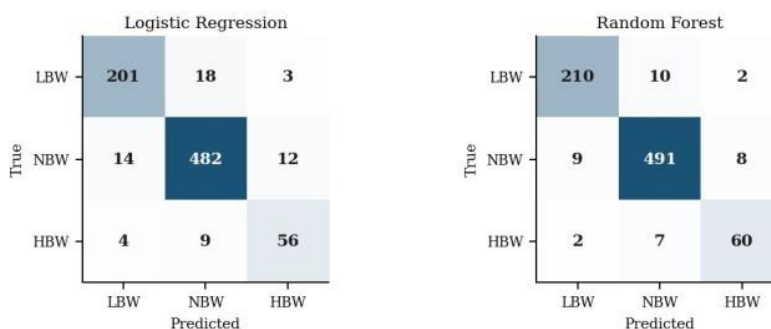 Logistic Regression
LBW 201 18 3
NBW 14 482 12
HBW 4 9 56
LBW NBW HBW
True
Predicted
Random Forest
LBW 210 10 2
NBW 9 491 8
HBW 2 7 60
LBW NBW HBW
True
Predicted